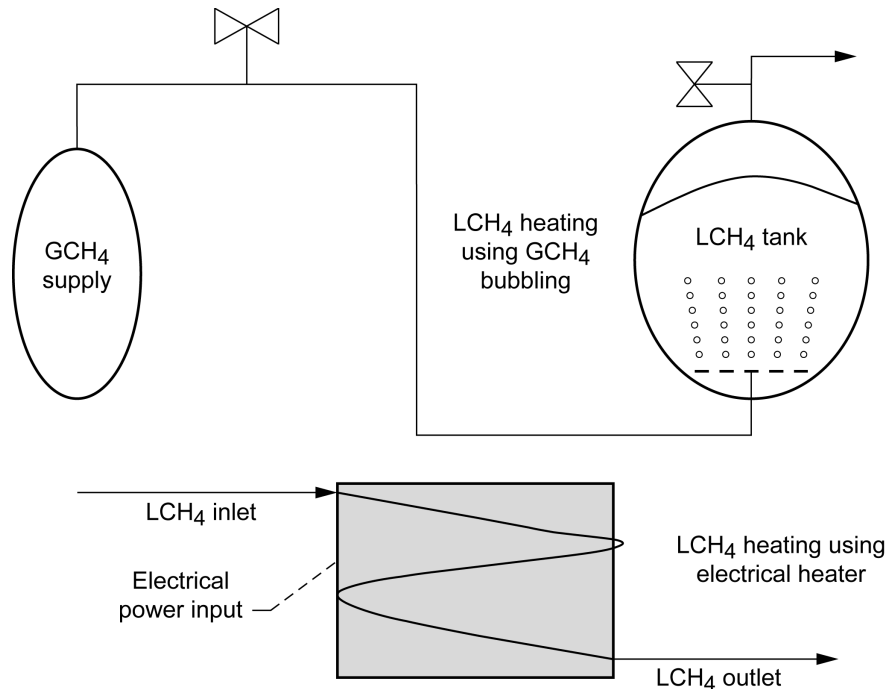 GCH4
supply
LCH4 heating
using GCH4
bubbling
LCH4 tank
LCH4 inlet
Electrical
power input
LCH4 heating using
electrical heater
LCH4 outlet